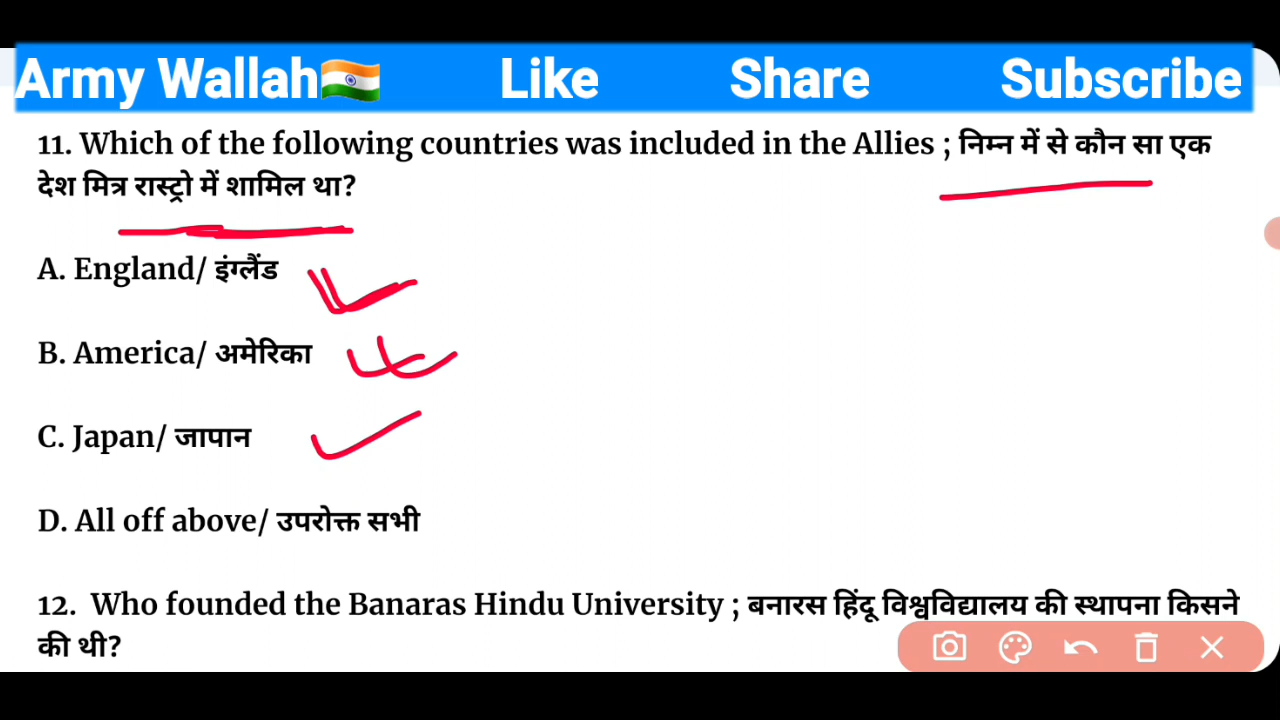 Army Wallah🇮🇳 Like Share Subscribe
11. Which of the following countries was included in the Allies ; निम्न में से कौन सा एक
देश मित्र रास्ट्रो में शामिल था?
A. England/ इंग्लैंड
B. America/ अमेरिका
C. Japan/ जापान
D. All off above/ उपरोक्त सभी
12. Who founded the Banaras Hindu University ; बनारस हिंदू विश्वविद्यालय की स्थापना किसने
की थी?